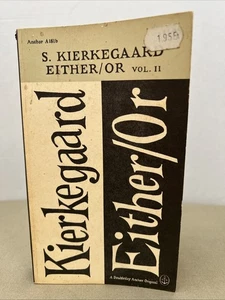 Anchor A181b
1.95
S. KIERKEGAARD
EITHER/OR VOL. II
Kierkegaard
Either/Or
A Doubleday Anchor Original